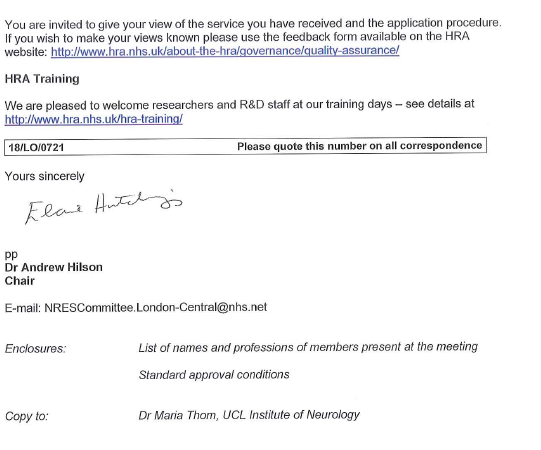 You are invited to give your view of the service you have received and the application procedure.
If you wish to make your views known please use the feedback form available on the HRA
website: http://www.hra.nhs.uk/about-the-hra/governance/quality-assurance/
HRA Training
We are pleased to welcome researchers and R&D staff at our training days – see details at
http://www.hra.nhs.uk/hra-training/
18/LO/0721 Please quote this number on all correspondence
Yours sincerely
pp
Dr Andrew Hilson
Chair
E-mail: NRESCommittee.London-Central@nhs.net
Enclosures: List of names and professions of members present at the meeting
Standard approval conditions
Copy to: Dr Maria Thom, UCL Institute of Neurology